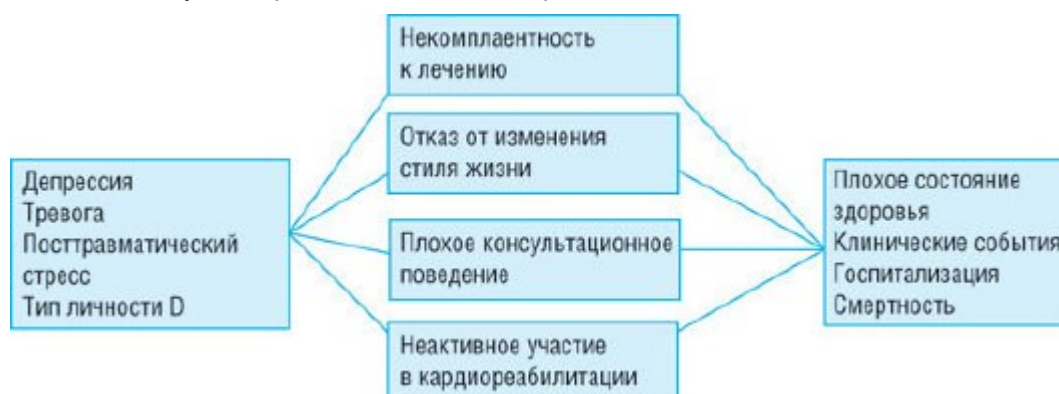 Некомплаентность
к лечению
Отказ от изменения
стиля жизни
Депрессия
Тревога
Посттравматический
стресс
Тип личности D
Плохое консультационное
поведение
Неактивное участие
в кардиореабилитации
Плохое состояние
здоровья
Клинические события
Госпитализация
Смертность